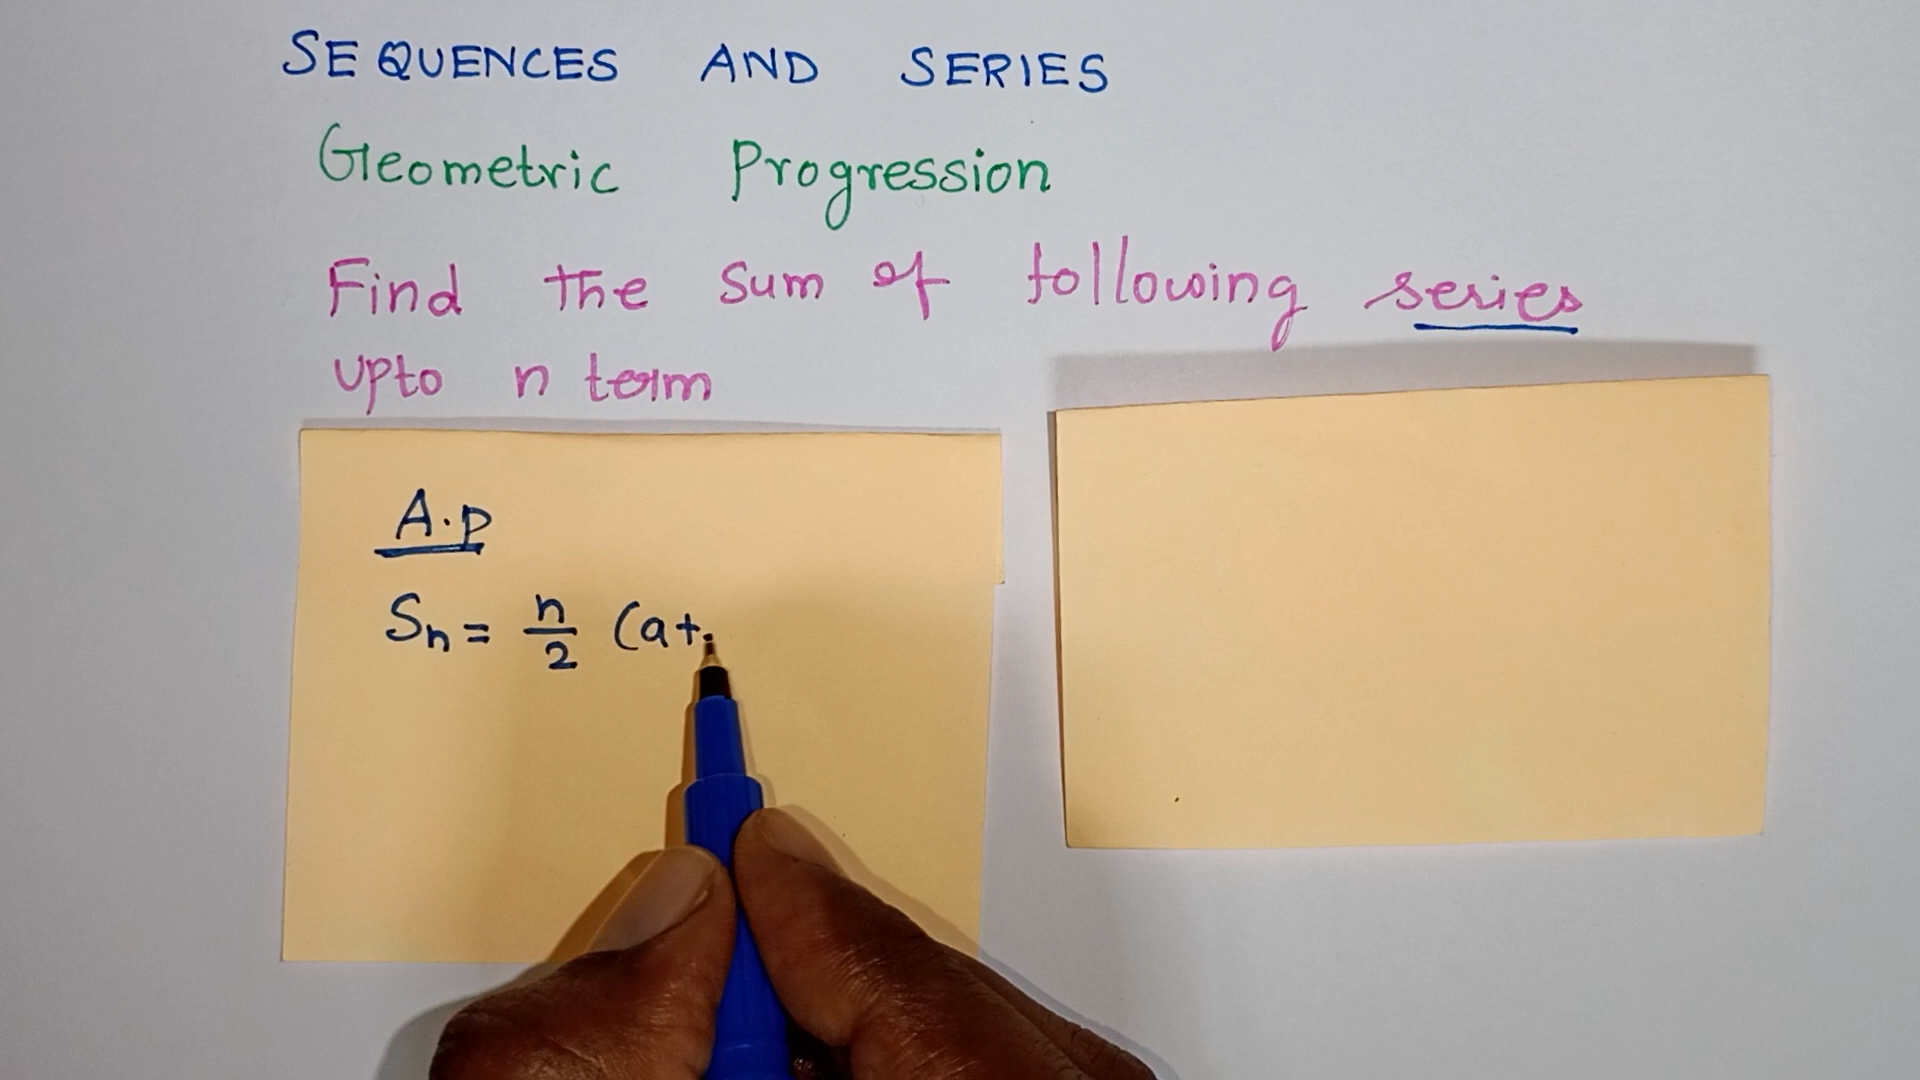 SEQUENCES AND SERIES
Geometric Progression
Find the sum of following series
upto n term
A.P
Sn = n/2 (a+